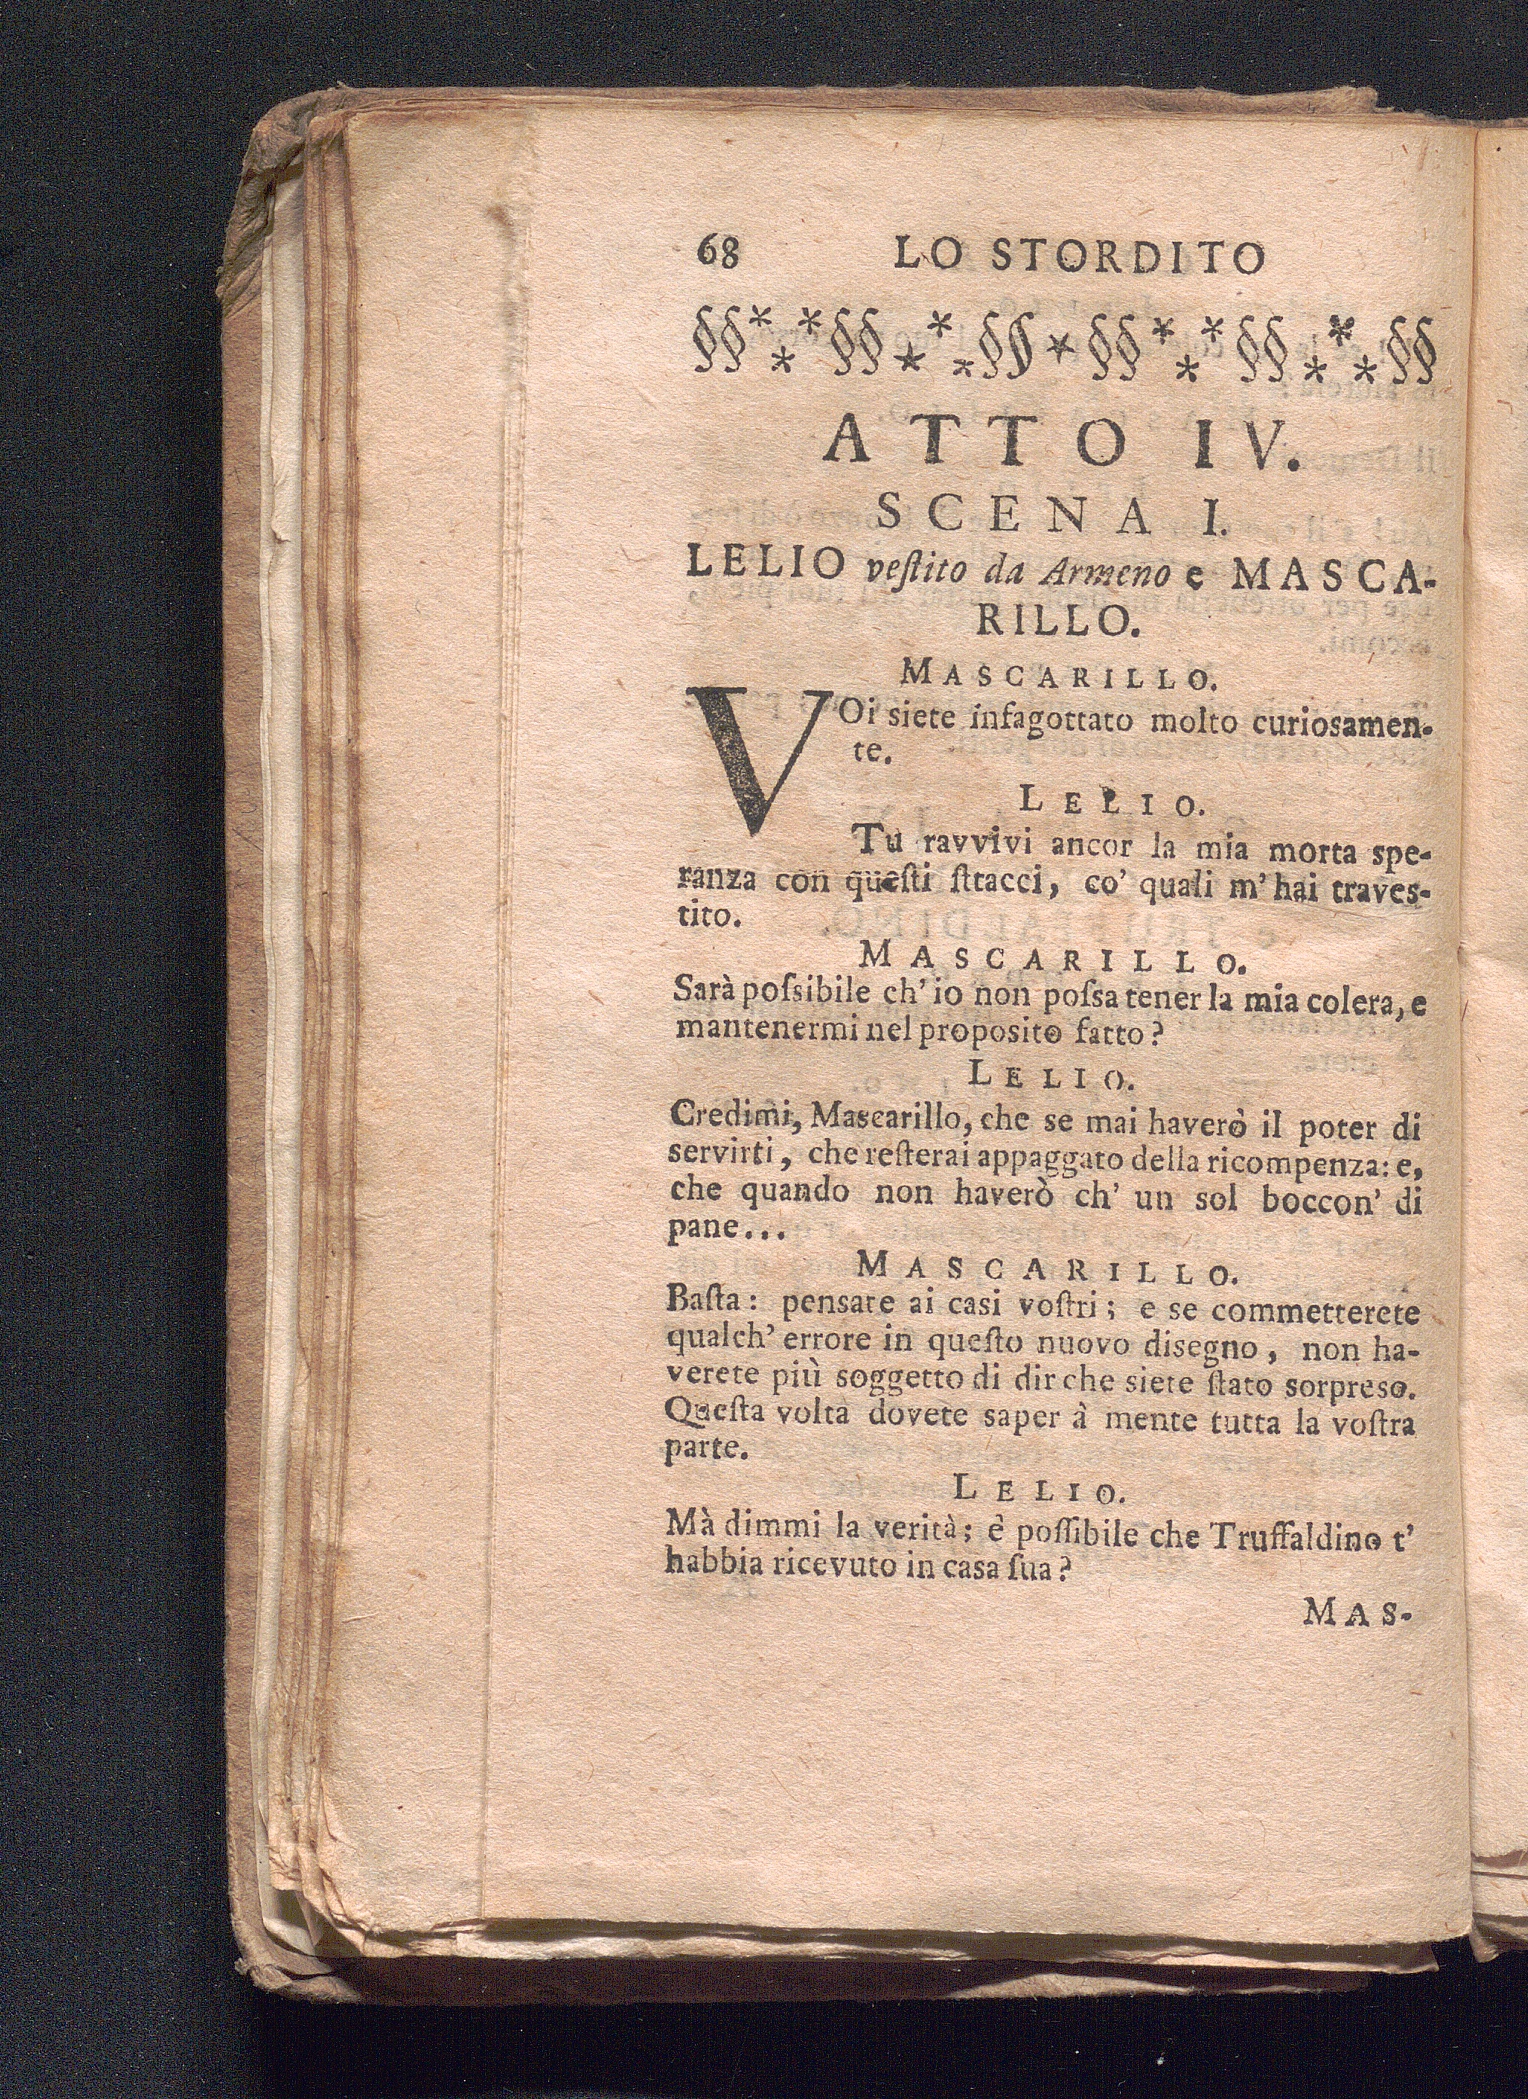 68 LO STORDITO
§§*⁎*§§⁎*⁎§§*§§*⁎*§§⁎*⁎§§
ATTO IV.
SCENA I.
LELIO veſtito da Armeno e MASCA-
RILLO.
MASCARILLO.
VOi siete infagottato molto curiosamen-
te.
LELIO.
Tu ravvivi ancor la mia morta spe-
ranza con queſti ſtracci, co' quali m' hai traves-
tito.
MASCARILLO.
Sarà poſsibile ch' io non poſsa tener la mia colera, e
mantenermi nel proposito fatto?
LELIO.
Credimi, Mascarillo, che se mai haverò il poter di
servirti, che reſterai appaggato della ricompenza: e,
che quando non haverò ch' un sol boccon' di
pane...
MASCARILLO.
Baſta: pensate ai casi voſtri; e se commetterete
qualch' errore in queſto nuovo disegno, non ha-
verete più soggetto di dir che siete ſtato sorpreso.
Queſta volta dovete saper à mente tutta la voſtra
parte.
LELIO.
Mà dimmi la verità; è poſſibile che Truffaldino t'
habbia ricevuto in casa ſua?
MAS-